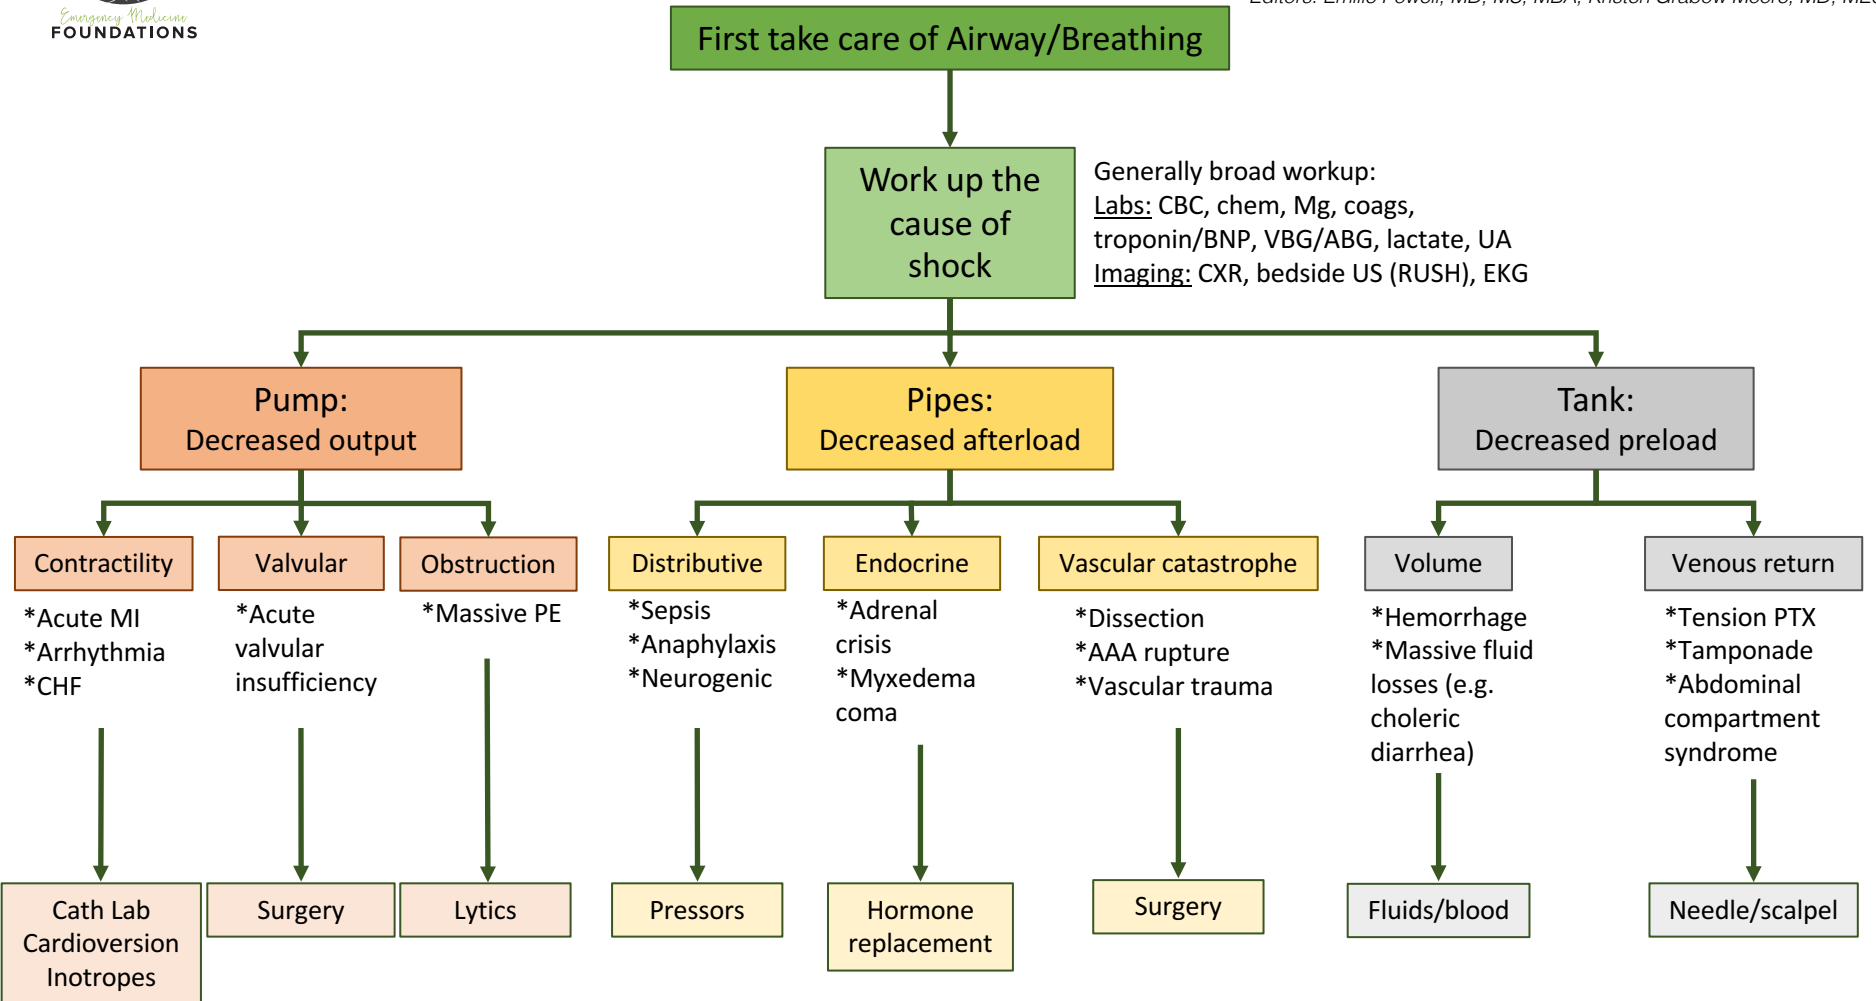 Emergency Medicine
FOUNDATIONS
First take care of Airway/Breathing
Work up the
cause of
shock
Generally broad workup:
Labs: CBC, chem, Mg, coags,
troponin/BNP, VBG/ABG, lactate, UA
Imaging: CXR, bedside US (RUSH), EKG
Pump:
Decreased output
Pipes:
Decreased afterload
Tank:
Decreased preload
Contractility
*Acute MI
*Arrhythmia
*CHF
Cath Lab
Cardioversion
Inotropes
Valvular
*Acute
valvular
insufficiency
Surgery
Obstruction
*Massive PE
Lytics
Distributive
*Sepsis
*Anaphylaxis
*Neurogenic
Pressors
Endocrine
*Adrenal
crisis
*Myxedema
coma
Hormone
replacement
Vascular catastrophe
*Dissection
*AAA rupture
*Vascular trauma
Surgery
Volume
*Hemorrhage
*Massive fluid
losses (e.g.
choleric
diarrhea)
Fluids/blood
Venous return
*Tension PTX
*Tamponade
*Abdominal
compartment
syndrome
Needle/scalpel